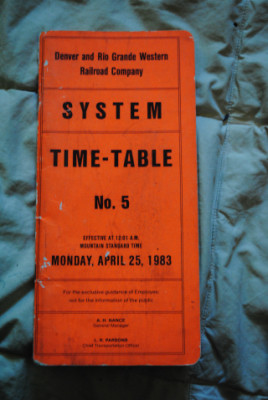 Denver and Rio Grande Western
Railroad Company
SYSTEM
TIME-TABLE
No. 5
EFFECTIVE AT 12:01 A.M.
MOUNTAIN STANDARD TIME
MONDAY, APRIL 25, 1983
For the exclusive guidance of Employees,
not for the information of the public.
General Manager
L. R. PARSONS
Chief Transportation Officer